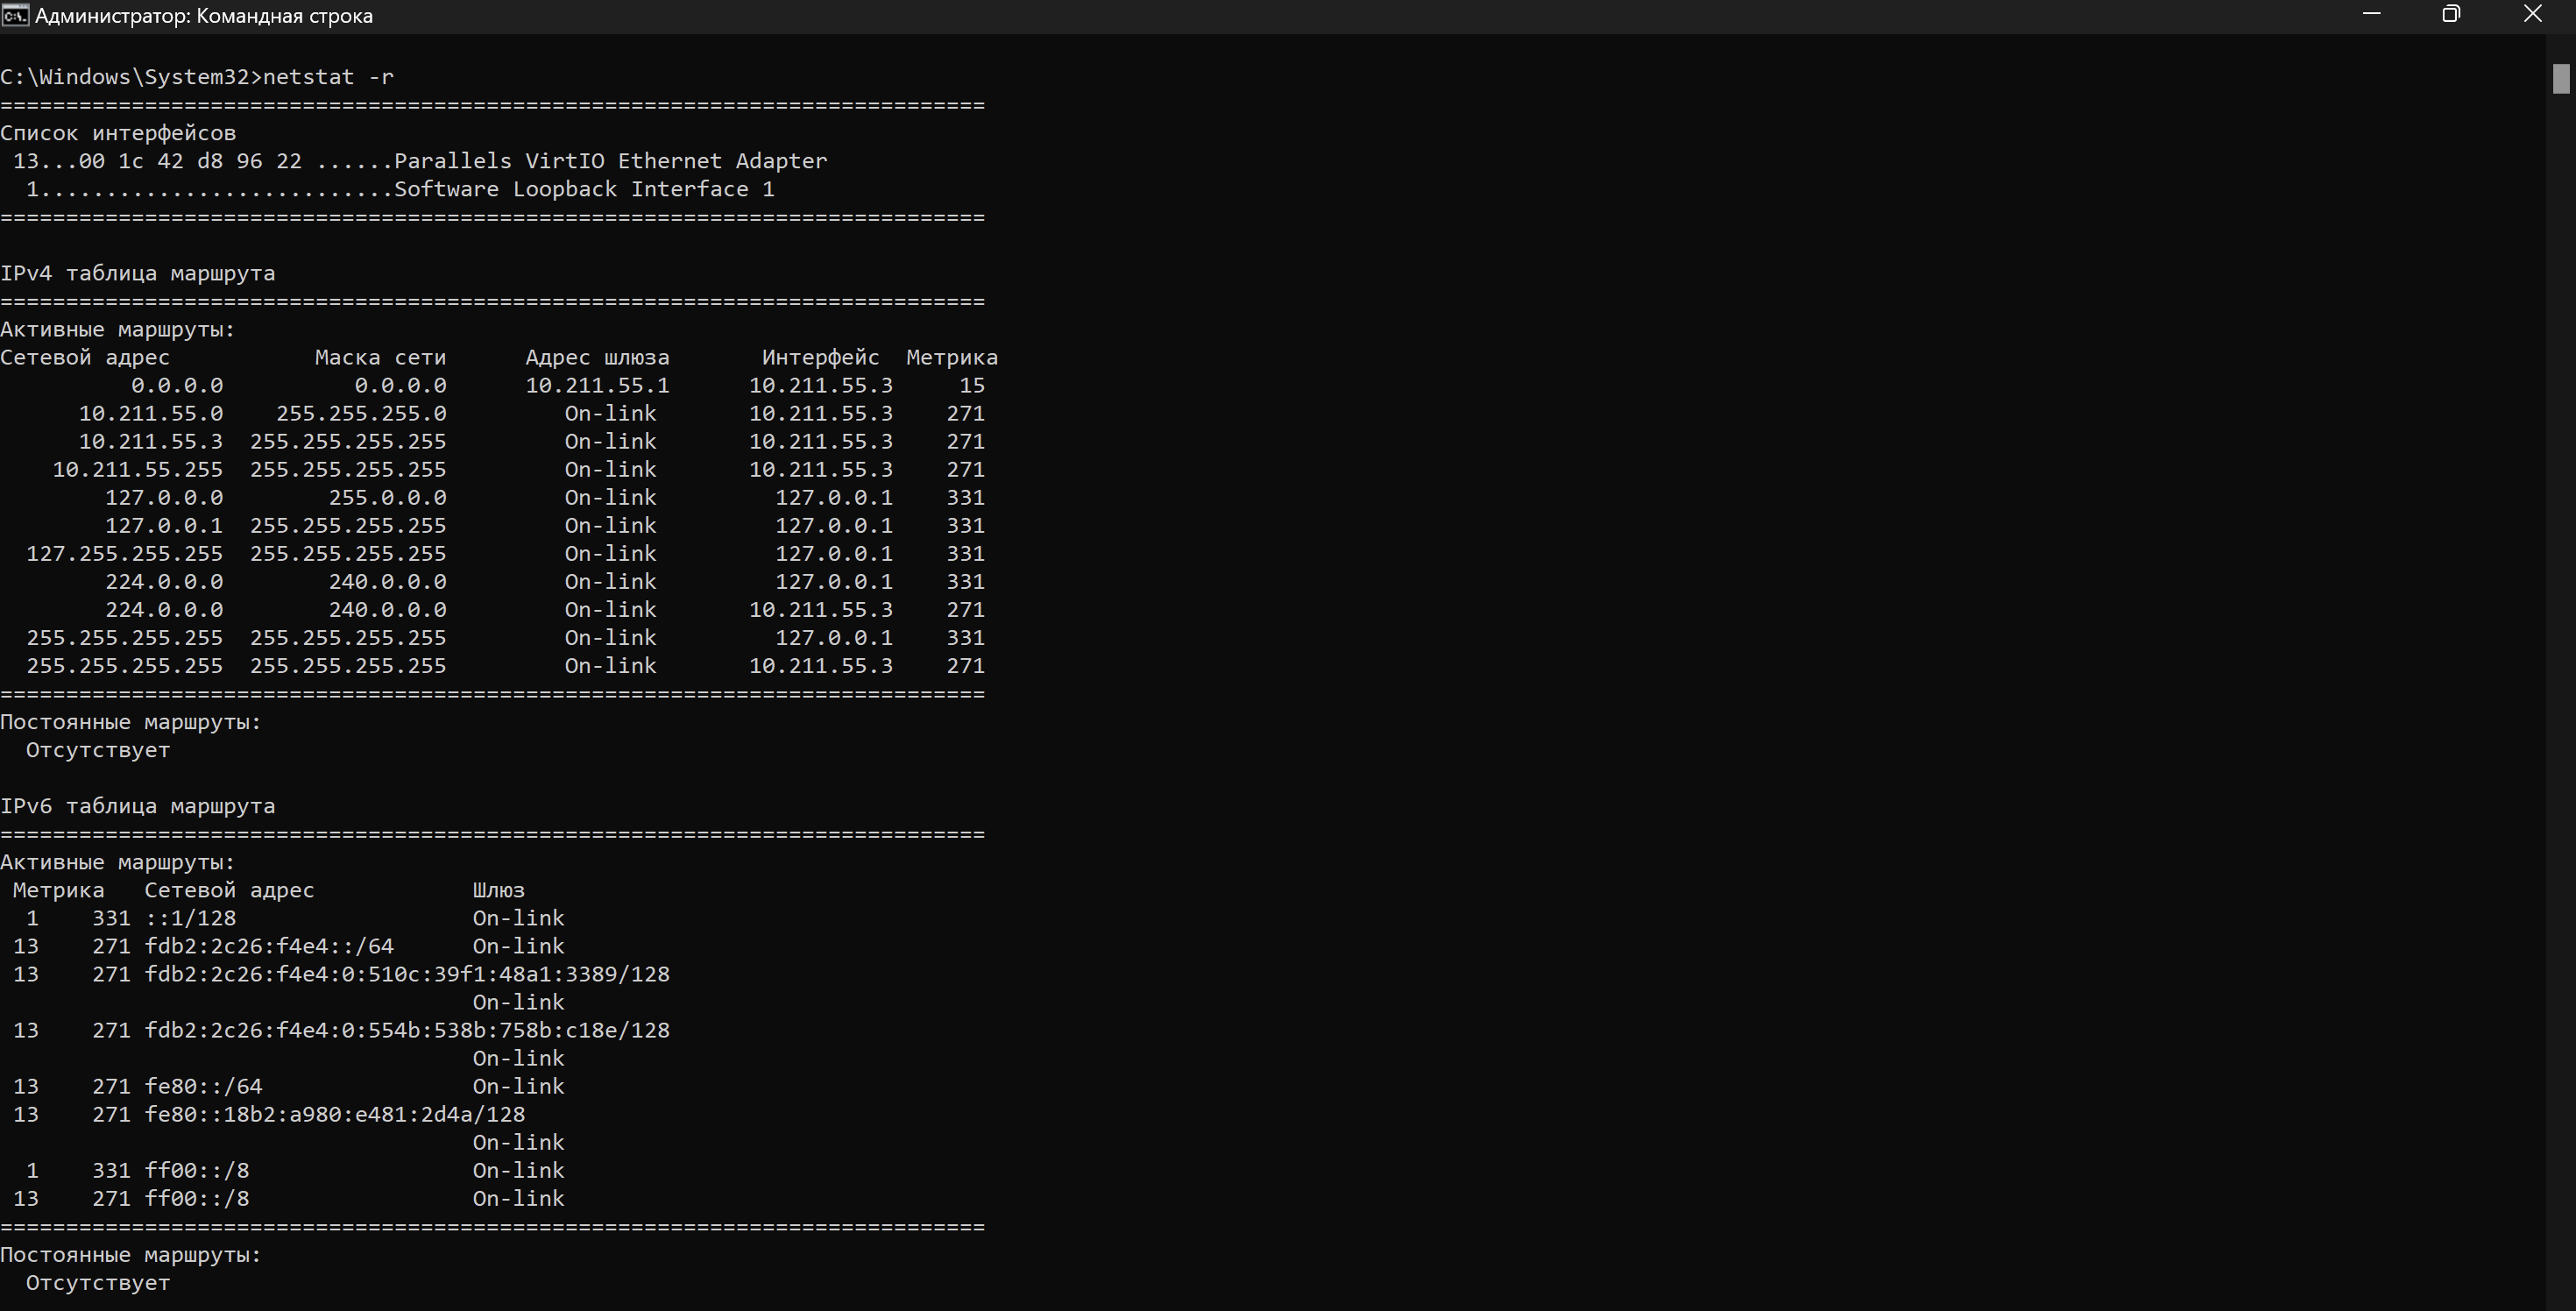 Администратор: Командная строка
C:\Windows\System32>netstat -r
===========================================================================
Список интерфейсов
 13...00 1c 42 d8 96 22 ......Parallels VirtIO Ethernet Adapter
  1...........................Software Loopback Interface 1
===========================================================================
IPv4 таблица маршрута
===========================================================================
Активные маршруты:
Сетевой адрес           Маска сети      Адрес шлюза       Интерфейс  Метрика
          0.0.0.0          0.0.0.0      10.211.55.1      10.211.55.3     15
      10.211.55.0    255.255.255.0         On-link       10.211.55.3    271
      10.211.55.3  255.255.255.255         On-link       10.211.55.3    271
    10.211.55.255  255.255.255.255         On-link       10.211.55.3    271
        127.0.0.0        255.0.0.0         On-link         127.0.0.1    331
        127.0.0.1  255.255.255.255         On-link         127.0.0.1    331
  127.255.255.255  255.255.255.255         On-link         127.0.0.1    331
        224.0.0.0        240.0.0.0         On-link         127.0.0.1    331
        224.0.0.0        240.0.0.0         On-link       10.211.55.3    271
  255.255.255.255  255.255.255.255         On-link         127.0.0.1    331
  255.255.255.255  255.255.255.255         On-link       10.211.55.3    271
===========================================================================
Постоянные маршруты:
  Отсутствует
IPv6 таблица маршрута
===========================================================================
Активные маршруты:
 Метрика   Сетевой адрес            Шлюз
  1    331 ::1/128                  On-link
 13    271 fdb2:2c26:f4e4::/64      On-link
 13    271 fdb2:2c26:f4e4:0:510c:39f1:48a1:3389/128
                                    On-link
 13    271 fdb2:2c26:f4e4:0:554b:538b:758b:c18e/128
                                    On-link
 13    271 fe80::/64                On-link
 13    271 fe80::18b2:a980:e481:2d4a/128
                                    On-link
  1    331 ff00::/8                 On-link
 13    271 ff00::/8                 On-link
===========================================================================
Постоянные маршруты:
  Отсутствует